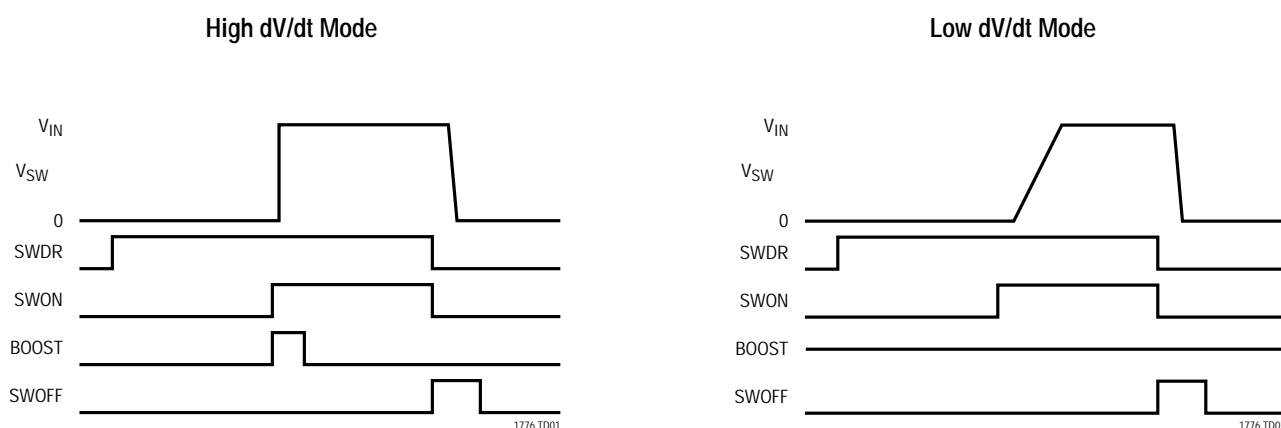 High dV/dt Mode
VIN
VSW
0
SWDR
SWON
BOOST
SWOFF
1776 TD01
Low dV/dt Mode
VIN
VSW
0
SWDR
SWON
BOOST
SWOFF
1776 TD0